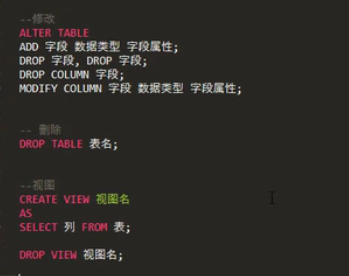 --修改
ALTER TABLE
ADD 字段 数据类型 字段属性;
DROP 字段, DROP 字段;
DROP COLUMN 字段;
MODIFY COLUMN 字段 数据类型 字段属性;
-- 删除
DROP TABLE 表名;
--视图
CREATE VIEW 视图名
AS
SELECT 列 FROM 表;
DROP VIEW 视图名;